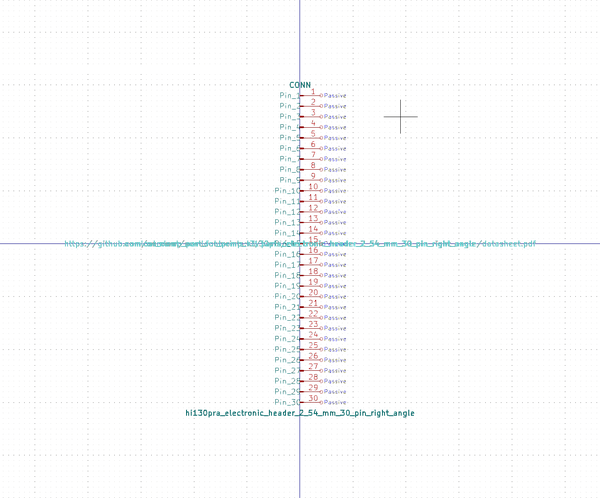 CONN
Pin_1 1 Passive
Pin_2 2 Passive
Pin_3 3 Passive
Pin_4 4 Passive
Pin_5 5 Passive
Pin_6 6 Passive
Pin_7 7 Passive
Pin_8 8 Passive
Pin_9 9 Passive
Pin_10 10 Passive
Pin_11 11 Passive
Pin_12 12 Passive
Pin_13 13 Passive
Pin_14 14 Passive
15
Pin_16 16 Passive
Pin_17 17 Passive
Pin_18 18 Passive
Pin_19 19 Passive
Pin_20 20 Passive
Pin_21 21 Passive
Pin_22 22 Passive
Pin_23 23 Passive
Pin_24 24 Passive
Pin_25 25 Passive
Pin_26 26 Passive
Pin_27 27 Passive
Pin_28 28 Passive
Pin_29 29 Passive
Pin_30 30 Passive
hi130pra_electronic_header_2_54_mm_30_pin_right_angle